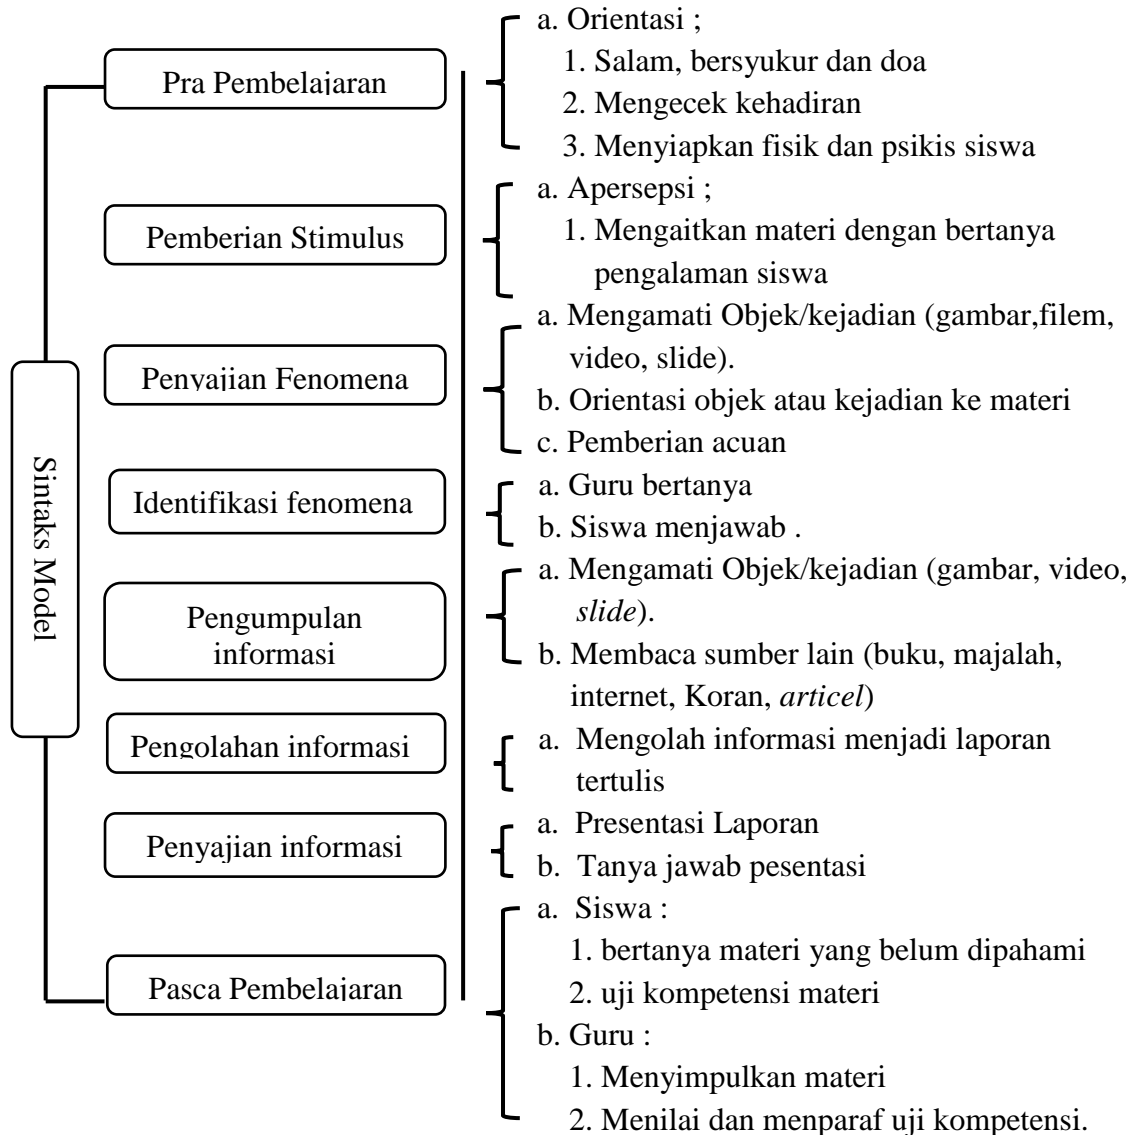 Sintaks Model
Pra Pembelajaran
a. Orientasi ;
1. Salam, bersyukur dan doa
2. Mengecek kehadiran
3. Menyiapkan fisik dan psikis siswa
Pemberian Stimulus
a. Apersepsi ;
1. Mengaitkan materi dengan bertanya
pengalaman siswa
Penyajian Fenomena
a. Mengamati Objek/kejadian (gambar,filem,
video, slide).
b. Orientasi objek atau kejadian ke materi
c. Pemberian acuan
Identifikasi fenomena
a. Guru bertanya
b. Siswa menjawab .
Pengumpulan
informasi
a. Mengamati Objek/kejadian (gambar, video,
slide).
b. Membaca sumber lain (buku, majalah,
internet, Koran, articel)
Pengolahan informasi
a. Mengolah informasi menjadi laporan
tertulis
Penyajian informasi
a. Presentasi Laporan
b. Tanya jawab pesentasi
Pasca Pembelajaran
a. Siswa :
1. bertanya materi yang belum dipahami
2. uji kompetensi materi
b. Guru :
1. Menyimpulkan materi
2. Menilai dan menparaf uji kompetensi.